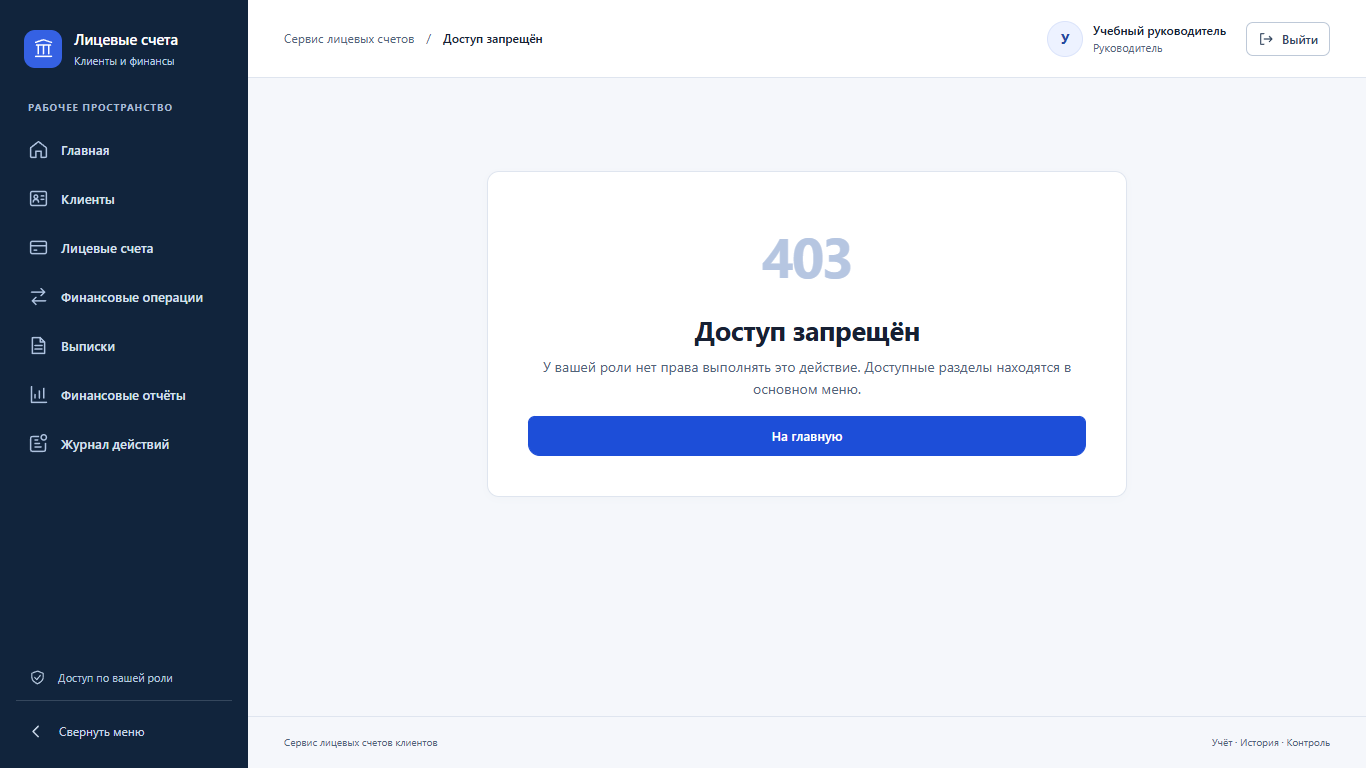 Лицевые счета
Клиенты и финансы
РАБОЧЕЕ ПРОСТРАНСТВО
Главная
Клиенты
Лицевые счета
Финансовые операции
Выписки
Финансовые отчёты
Журнал действий
Доступ по вашей роли
Свернуть меню
Сервис лицевых счетов / Доступ запрещён
У
Учебный руководитель
Руководитель
Выйти
403
Доступ запрещён
У вашей роли нет права выполнять это действие. Доступные разделы находятся в
основном меню.
На главную
Сервис лицевых счетов клиентов
Учёт · История · Контроль